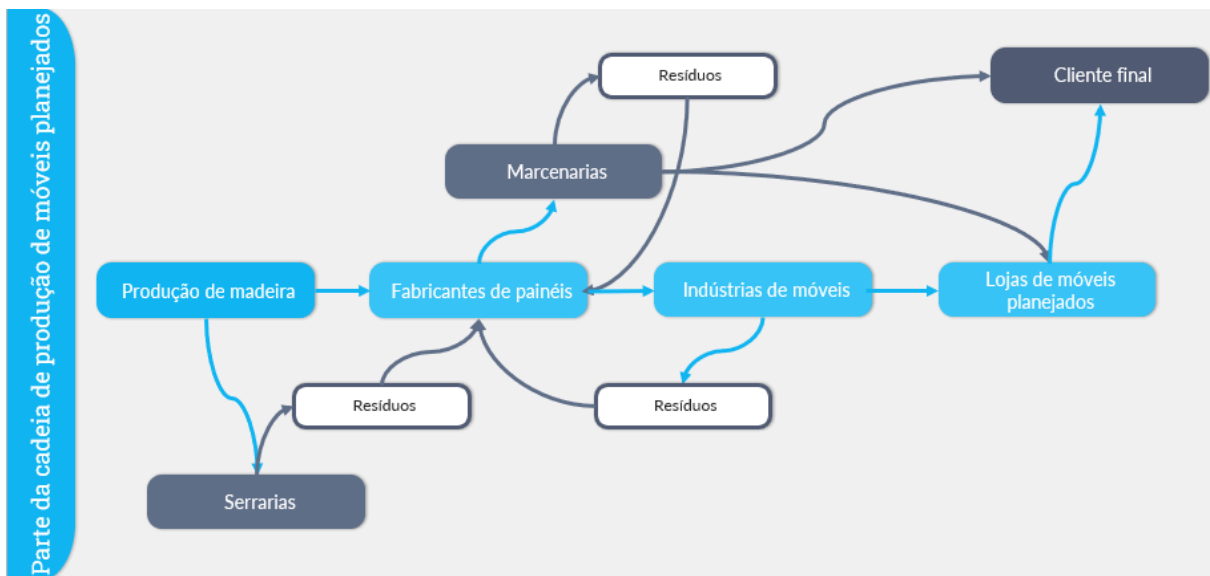 Parte da cadeia de produção de móveis planejados
Resíduos
Cliente final
Marcenarias
Produção de madeira
Fabricantes de painéis
Indústrias de móveis
Lojas de móveis
planejados
Resíduos
Resíduos
Serrarias